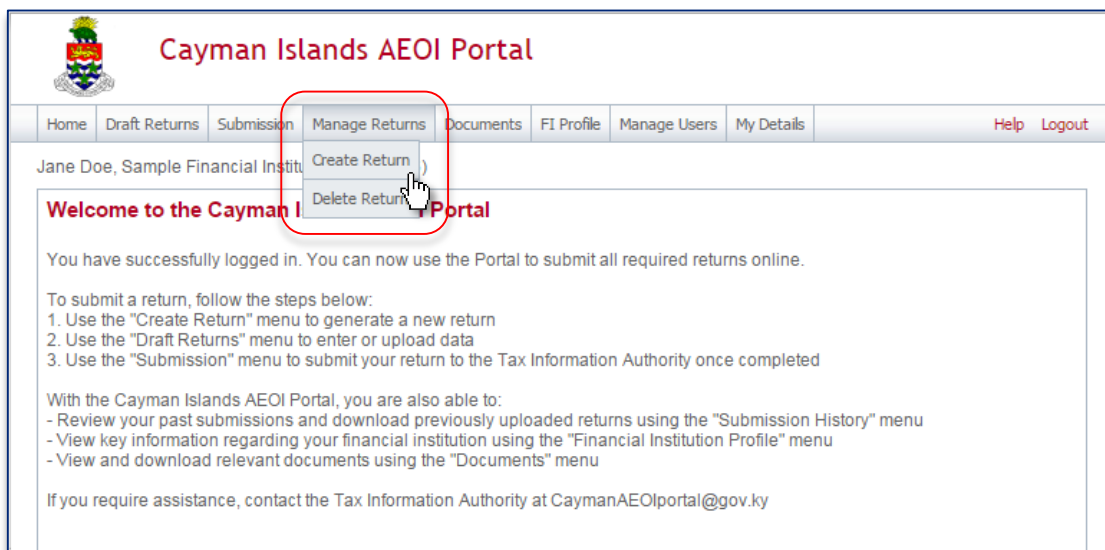 Cayman Islands AEOI Portal
Home Draft Returns Submission Manage Returns Documents FI Profile Manage Users My Details Help Logout
Jane Doe, Sample Financial )
Create Return
Delete Return
Welcome to the Cayman Portal
You have successfully logged in. You can now use the Portal to submit all required returns online.
To submit a return, follow the steps below:
1. Use the "Create Return" menu to generate a new return
2. Use the "Draft Returns" menu to enter or upload data
3. Use the "Submission" menu to submit your return to the Tax Information Authority once completed
With the Cayman Islands AEOI Portal, you are also able to:
- Review your past submissions and download previously uploaded returns using the "Submission History" menu
- View key information regarding your financial institution using the "Financial Institution Profile" menu
- View and download relevant documents using the "Documents" menu
If you require assistance, contact the Tax Information Authority at CaymanAEOIportal@gov.ky